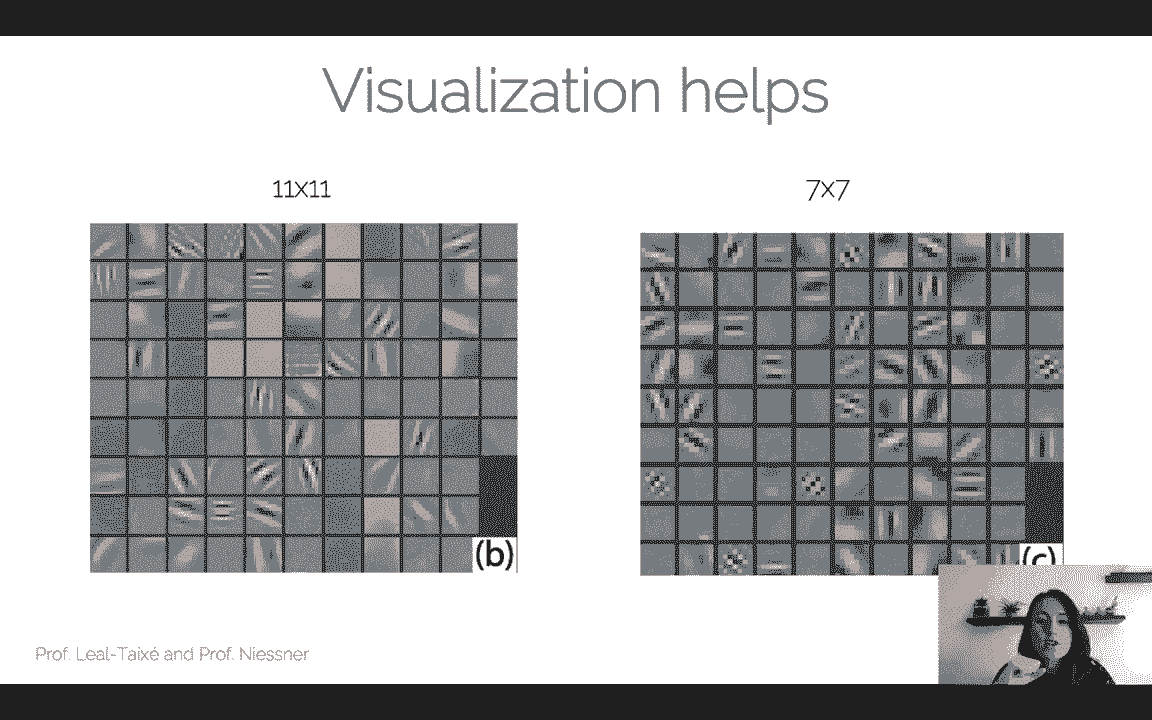 Visualization helps
11x11
7x7
(b)
(c)
Prof. Leal-Taixé and Prof. Niessner